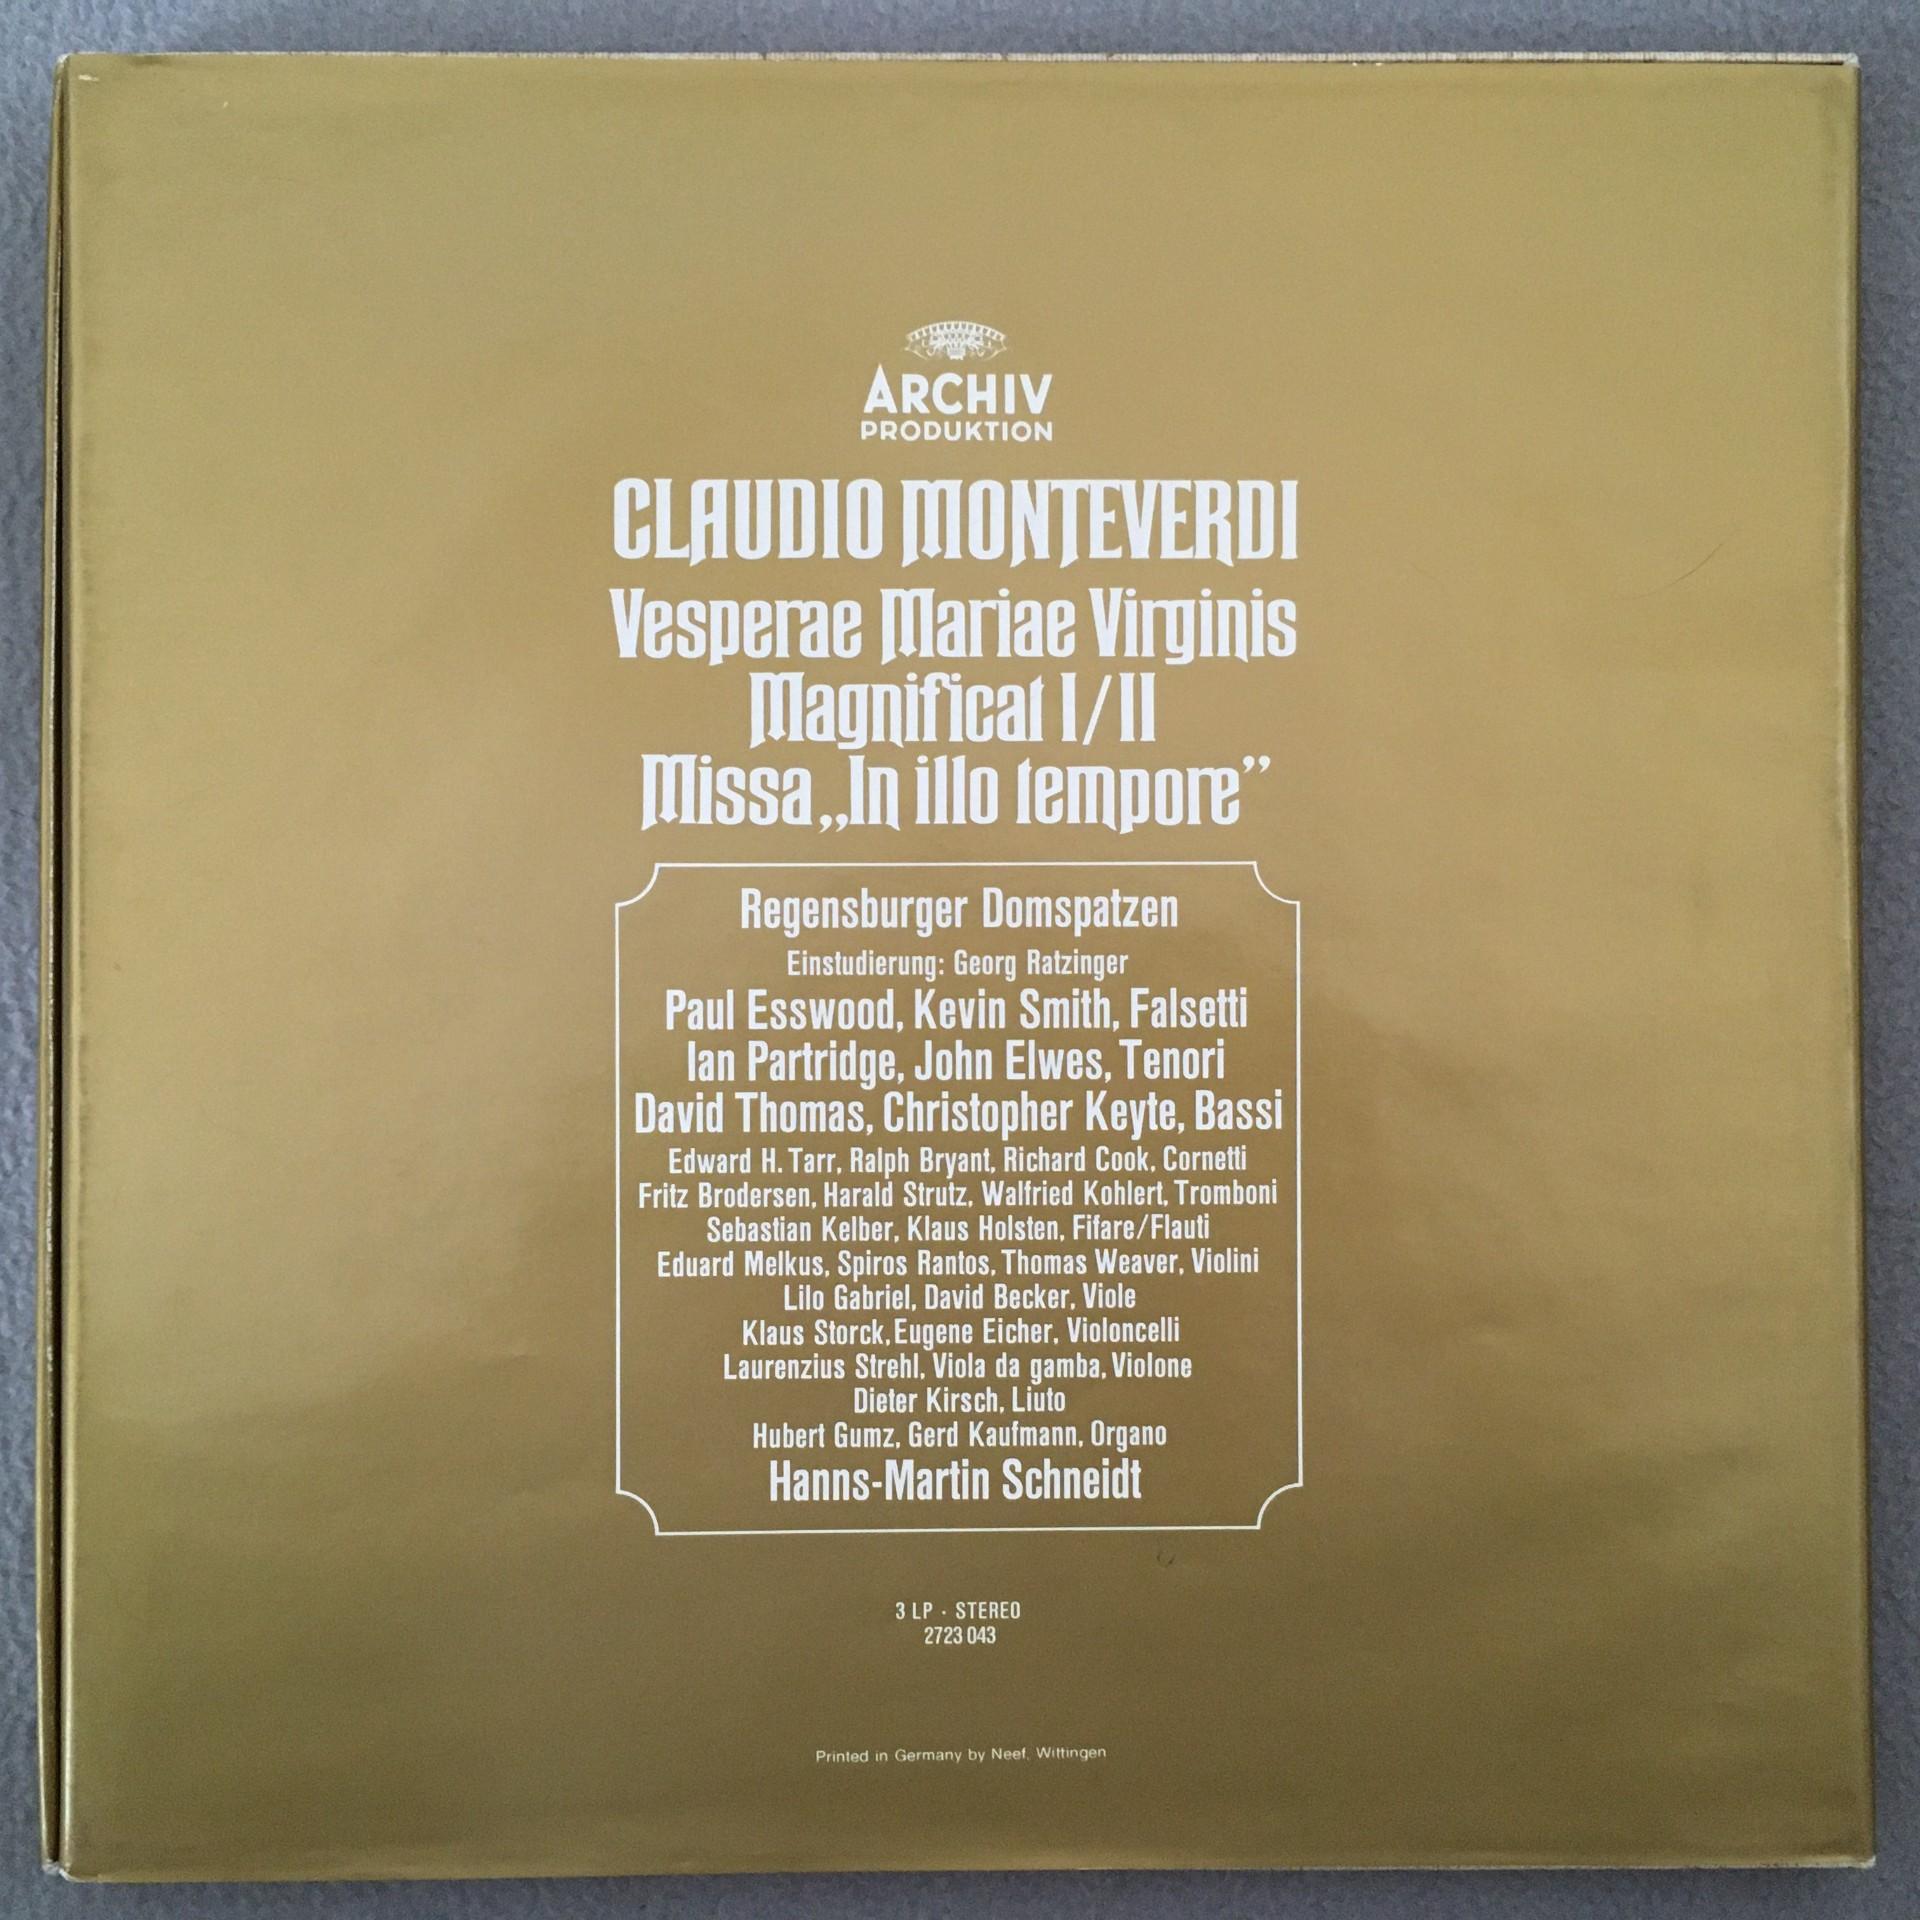 ARCHIV
PRODUKTION
CLAUDIO MONTEVERDI
Vesperae Mariae Virginis
Magnificat I/II
Missa „In illo tempore”
Regensburger Domspatzen
Einstudierung: Georg Ratzinger
Paul Esswood, Kevin Smith, Falsetti
Ian Partridge, John Elwes, Tenori
David Thomas, Christopher Keyte, Bassi
Edward H. Tarr, Ralph Bryant, Richard Cook, Cornetti
Fritz Brodersen, Harald Strutz, Walfried Kohlert, Tromboni
Sebastian Kelber, Klaus Holsten, Fifare/Flauti
Eduard Melkus, Spiros Rantos, Thomas Weaver, Violini
Lilo Gabriel, David Becker, Viole
Klaus Storck, Eugene Eicher, Violoncelli
Laurenzius Strehl, Viola da gamba, Violone
Dieter Kirsch, Liuto
Hubert Gumz, Gerd Kaufmann, Organo
Hanns-Martin Schneidt
3 LP · STEREO
2723 043
Printed in Germany by Neef, Wittingen